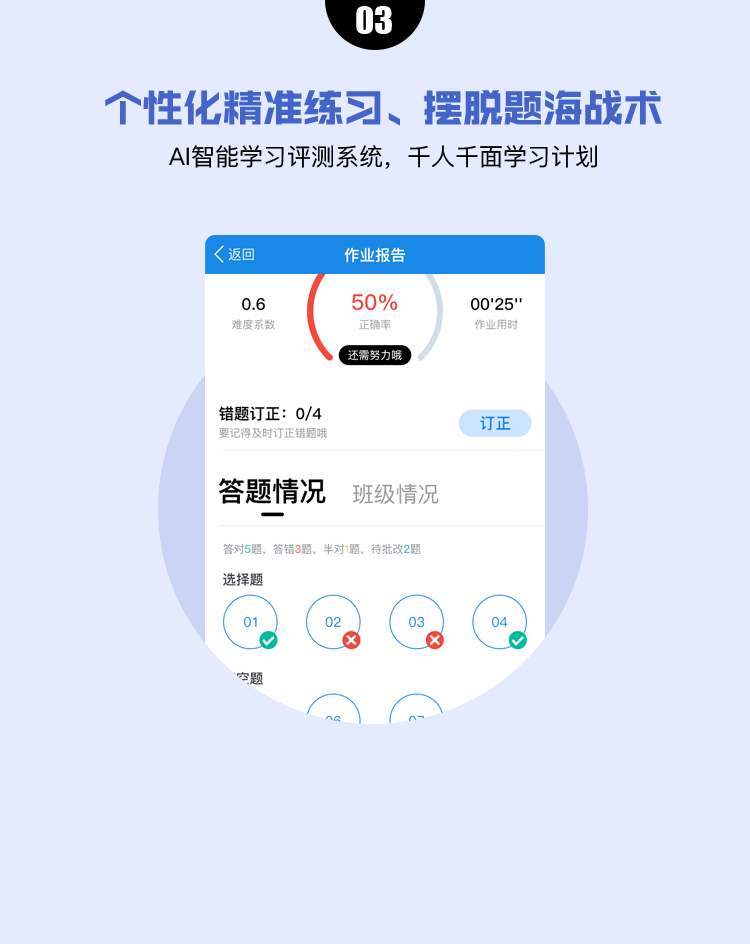 03
个性化精准练习、摆脱题海战术
AI智能学习评测系统，千人千面学习计划
返回 作业报告
0.6 50% 00'25''
难度系数 正确率 作业用时
还需努力哦
错题订正：0/4
要记得及时订正错题哦
订正
答题情况 班级情况
答对5题，答错3题，半对1题，待批改2题
选择题
01 02 03 04
空题
06 07